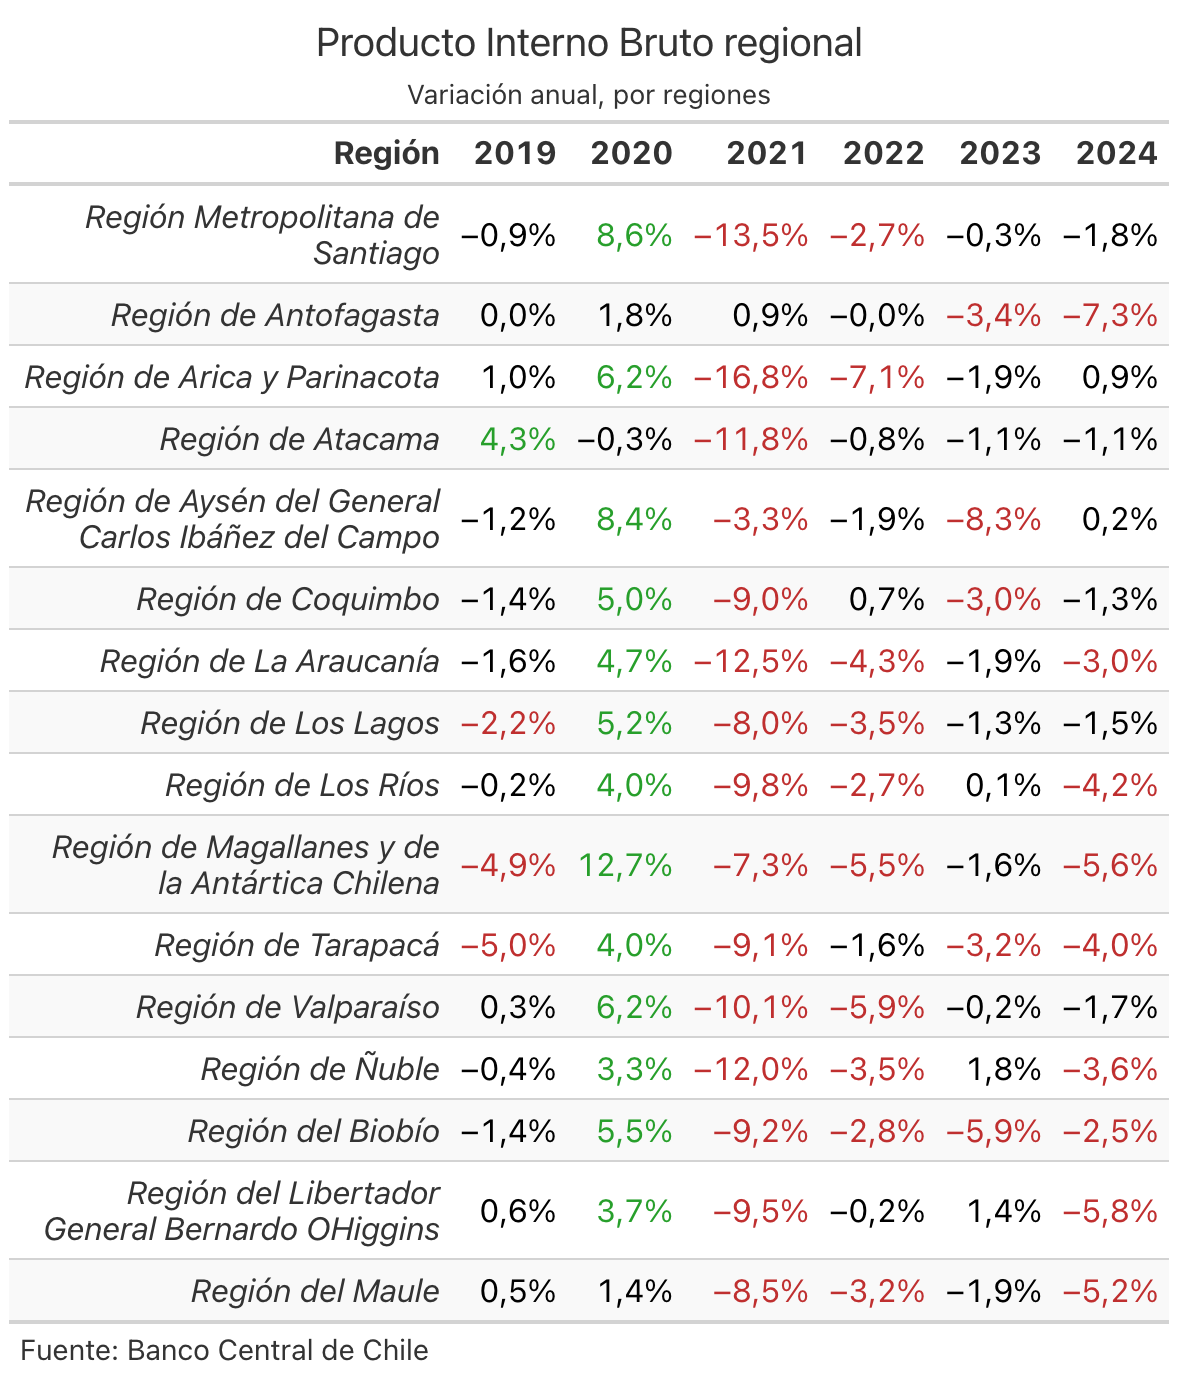 Producto Interno Bruto regional
Variación anual, por regiones
Región 2019 2020 2021 2022 2023 2024
Región Metropolitana de
Santiago −0,9% 8,6% −13,5% −2,7% −0,3% −1,8%
Región de Antofagasta 0,0% 1,8% 0,9% −0,0% −3,4% −7,3%
Región de Arica y Parinacota 1,0% 6,2% −16,8% −7,1% −1,9% 0,9%
Región de Atacama 4,3% −0,3% −11,8% −0,8% −1,1% −1,1%
Región de Aysén del General
Carlos Ibáñez del Campo −1,2% 8,4% −3,3% −1,9% −8,3% 0,2%
Región de Coquimbo −1,4% 5,0% −9,0% 0,7% −3,0% −1,3%
Región de La Araucanía −1,6% 4,7% −12,5% −4,3% −1,9% −3,0%
Región de Los Lagos −2,2% 5,2% −8,0% −3,5% −1,3% −1,5%
Región de Los Ríos −0,2% 4,0% −9,8% −2,7% 0,1% −4,2%
Región de Magallanes y de
la Antártica Chilena −4,9% 12,7% −7,3% −5,5% −1,6% −5,6%
Región de Tarapacá −5,0% 4,0% −9,1% −1,6% −3,2% −4,0%
Región de Valparaíso 0,3% 6,2% −10,1% −5,9% −0,2% −1,7%
Región de Ñuble −0,4% 3,3% −12,0% −3,5% 1,8% −3,6%
Región del Biobío −1,4% 5,5% −9,2% −2,8% −5,9% −2,5%
Región del Libertador
General Bernardo OHiggins 0,6% 3,7% −9,5% −0,2% 1,4% −5,8%
Región del Maule 0,5% 1,4% −8,5% −3,2% −1,9% −5,2%
Fuente: Banco Central de Chile